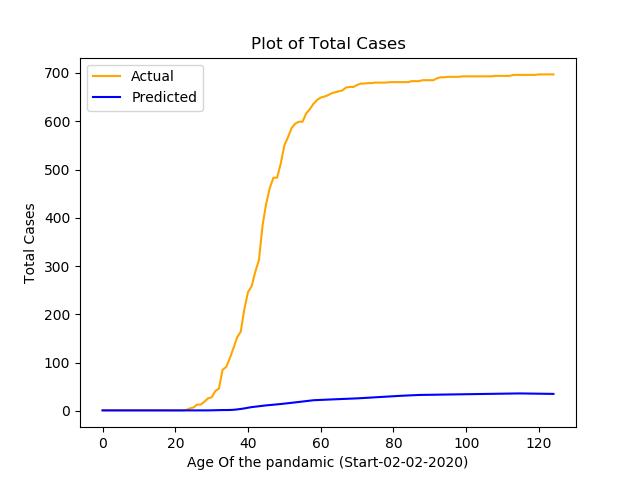 Plot of Total Cases
Actual
Predicted
700
600
500
400
300
200
100
0
Total Cases
0 20 40 60 80 100 120
Age Of the pandamic (Start-02-02-2020)